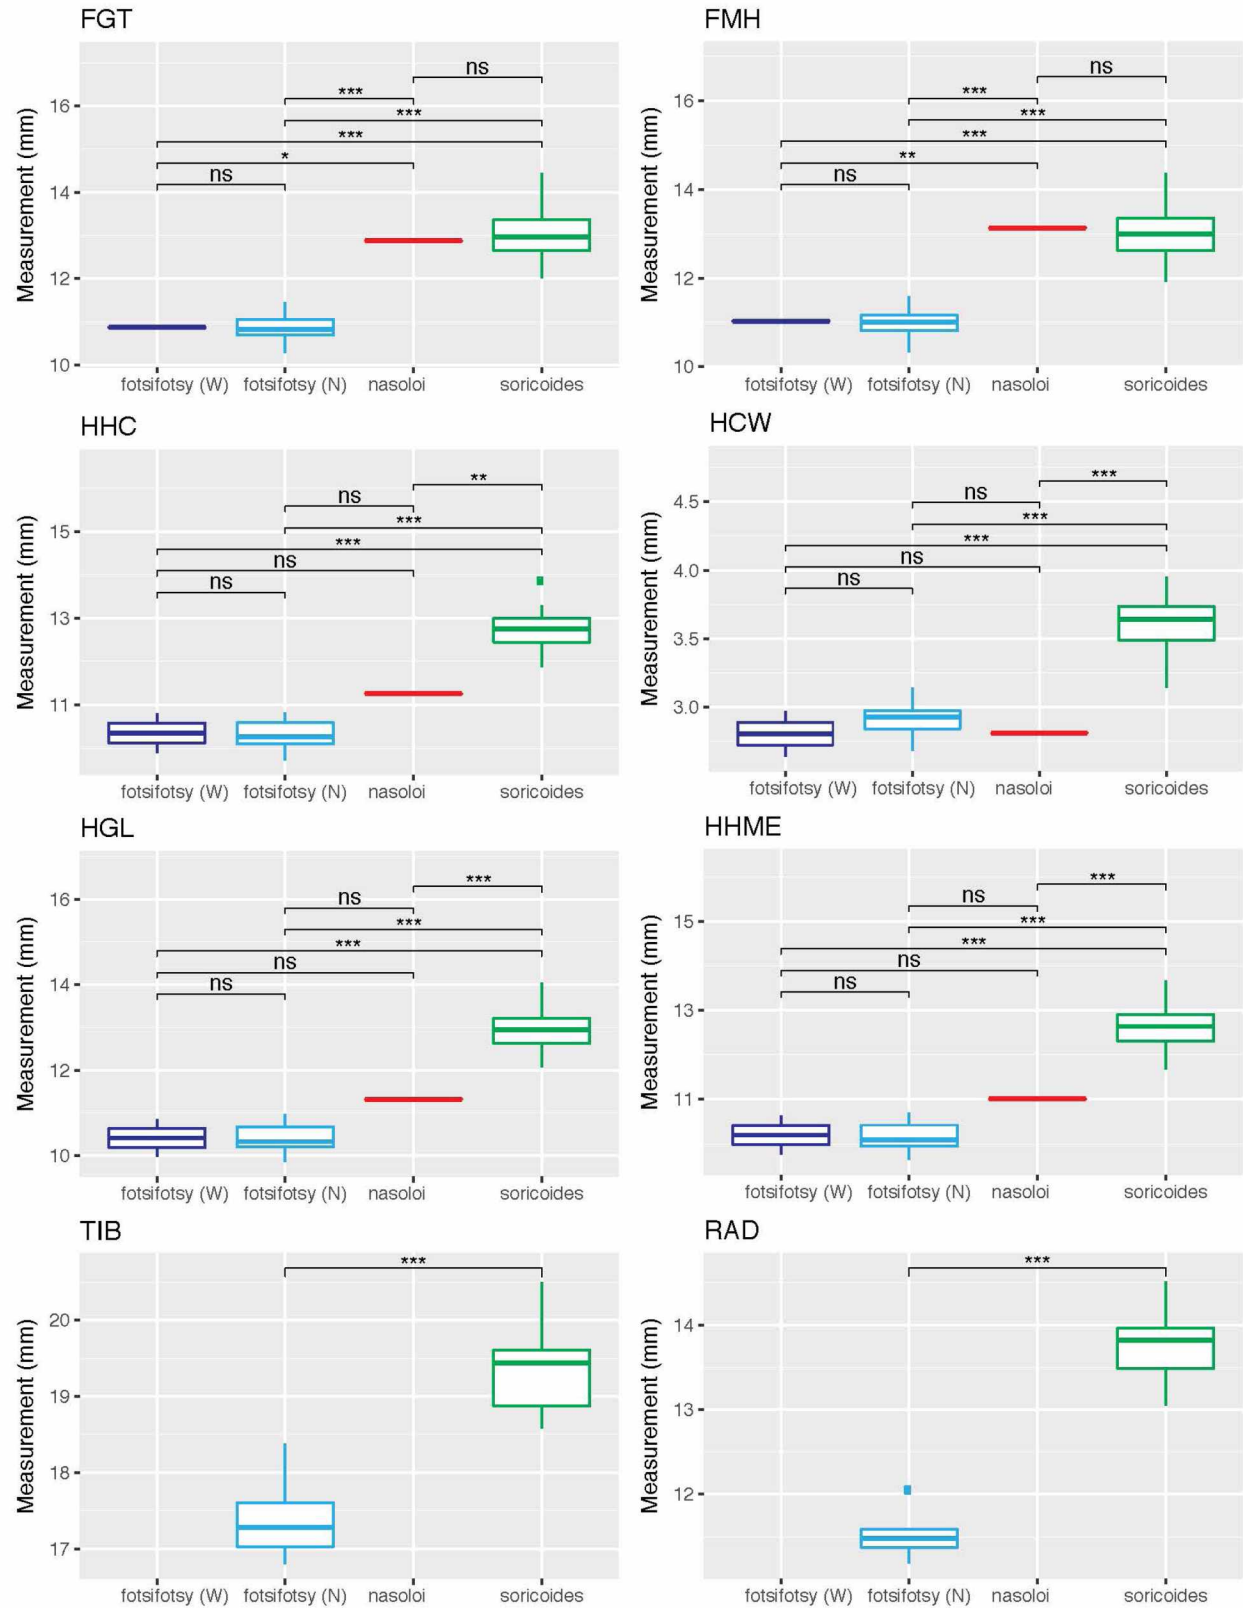 FGT
Measurement (mm)
16
14
12
10
ns
***
***
***
*
ns
fotsifotsy (W) fotsifotsy (N) nasoloi soricoides
FMH
Measurement (mm)
16
14
12
10
ns
***
***
***
**
ns
fotsifotsy (W) fotsifotsy (N) nasoloi soricoides
HHC
Measurement (mm)
15
13
11
**
ns
***
***
ns
ns
fotsifotsy (W) fotsifotsy (N) nasoloi soricoides
HCW
Measurement (mm)
4.5
4.0
3.5
3.0
***
ns
***
***
ns
ns
fotsifotsy (W) fotsifotsy (N) nasoloi soricoides
HGL
Measurement (mm)
16
14
12
10
***
ns
***
***
ns
ns
fotsifotsy (W) fotsifotsy (N) nasoloi soricoides
HHME
Measurement (mm)
15
13
11
***
ns
***
***
ns
ns
fotsifotsy (W) fotsifotsy (N) nasoloi soricoides
TIB
Measurement (mm)
20
19
18
17
***
fotsifotsy (W) fotsifotsy (N) nasoloi soricoides
RAD
Measurement (mm)
14
13
12
***
fotsifotsy (W) fotsifotsy (N) nasoloi soricoides